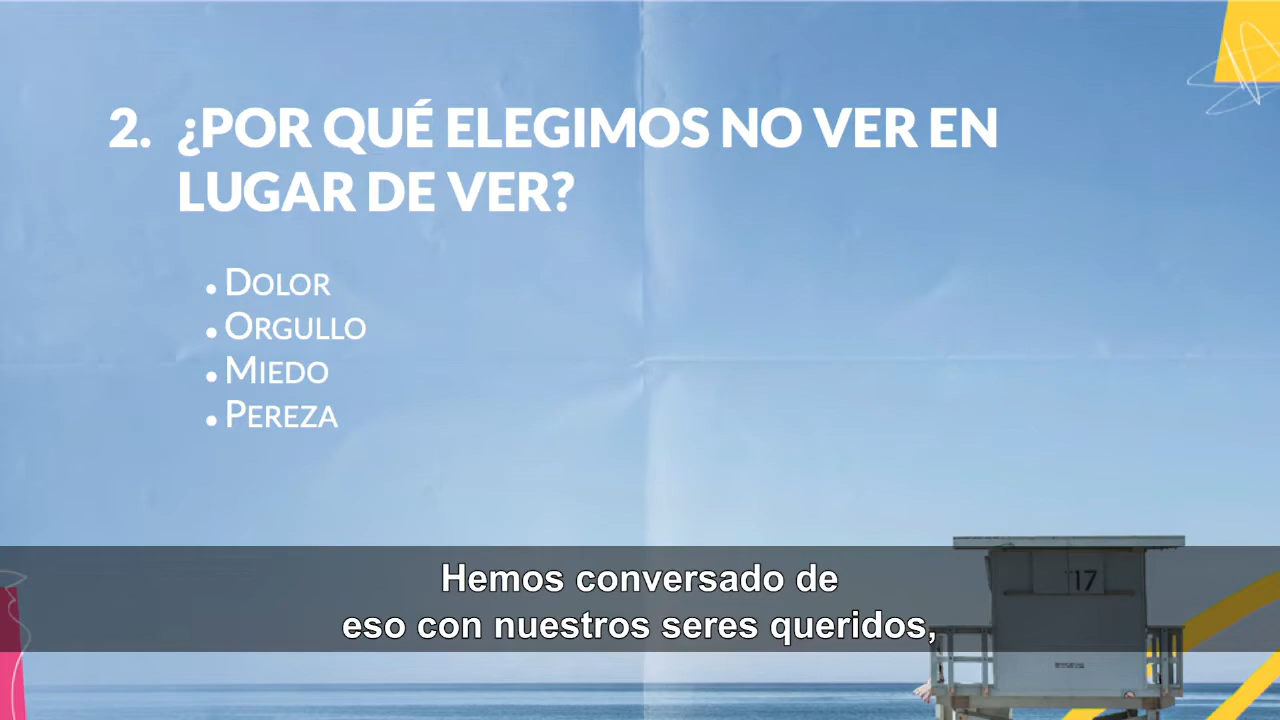 2. ¿POR QUÉ ELEGIMOS NO VER EN
LUGAR DE VER?
• DOLOR
• ORGULLO
• MIEDO
• PEREZA
Hemos conversado de
eso con nuestros seres queridos,
17